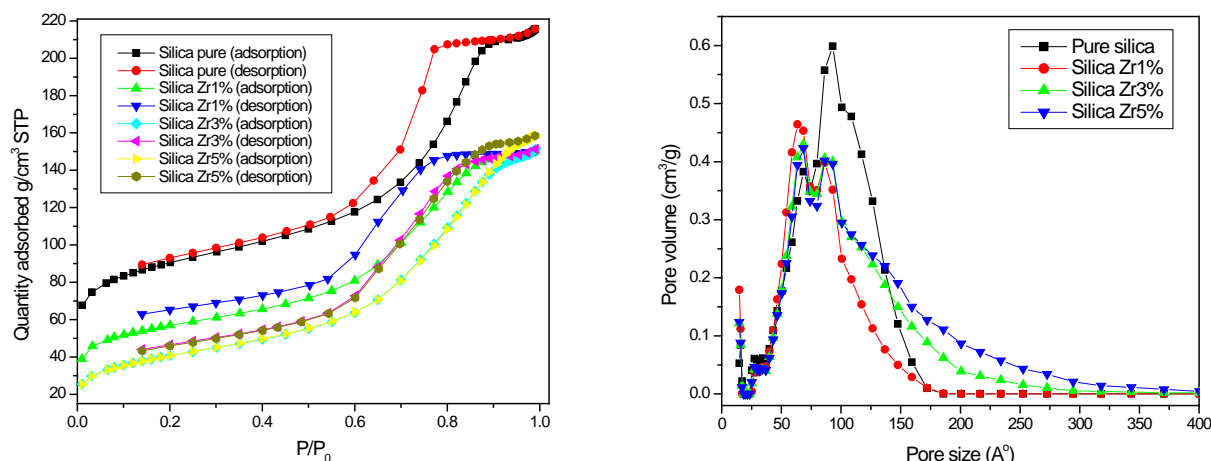 Quantity adsorbed g/cm³ STP
220
200
180
160
140
120
100
80
60
40
20
Silica pure (adsorption)
Silica pure (desorption)
Silica Zr1% (adsorption)
Silica Zr1% (desorption)
Silica Zr3% (adsorption)
Silica Zr3% (desorption)
Silica Zr5% (adsorption)
Silica Zr5% (desorption)
0.0 0.2 0.4 0.6 0.8 1.0
P/P₀
Pore volume (cm³/g)
0.6
0.5
0.4
0.3
0.2
0.1
0.0
Pure silica
Silica Zr1%
Silica Zr3%
Silica Zr5%
0 50 100 150 200 250 300 350 400
Pore size (Aº)